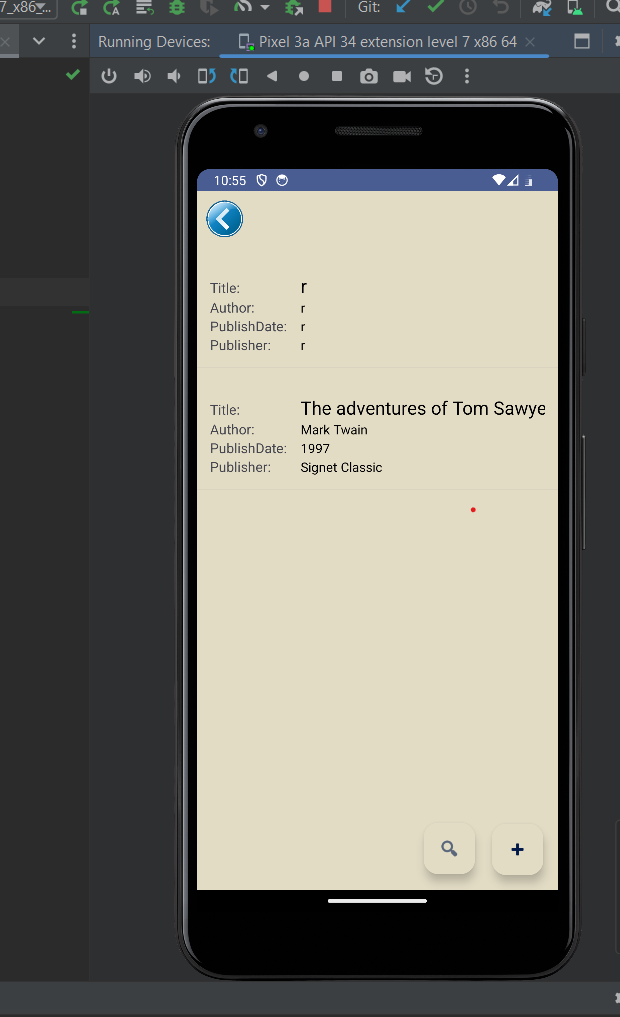 7_x86_... Git:
Running Devices: Pixel 3a API 34 extension level 7 x86 64
10:55
Title: r
Author: r
PublishDate: r
Publisher: r
Title: The adventures of Tom Sawye
Author: Mark Twain
PublishDate: 1997
Publisher: Signet Classic